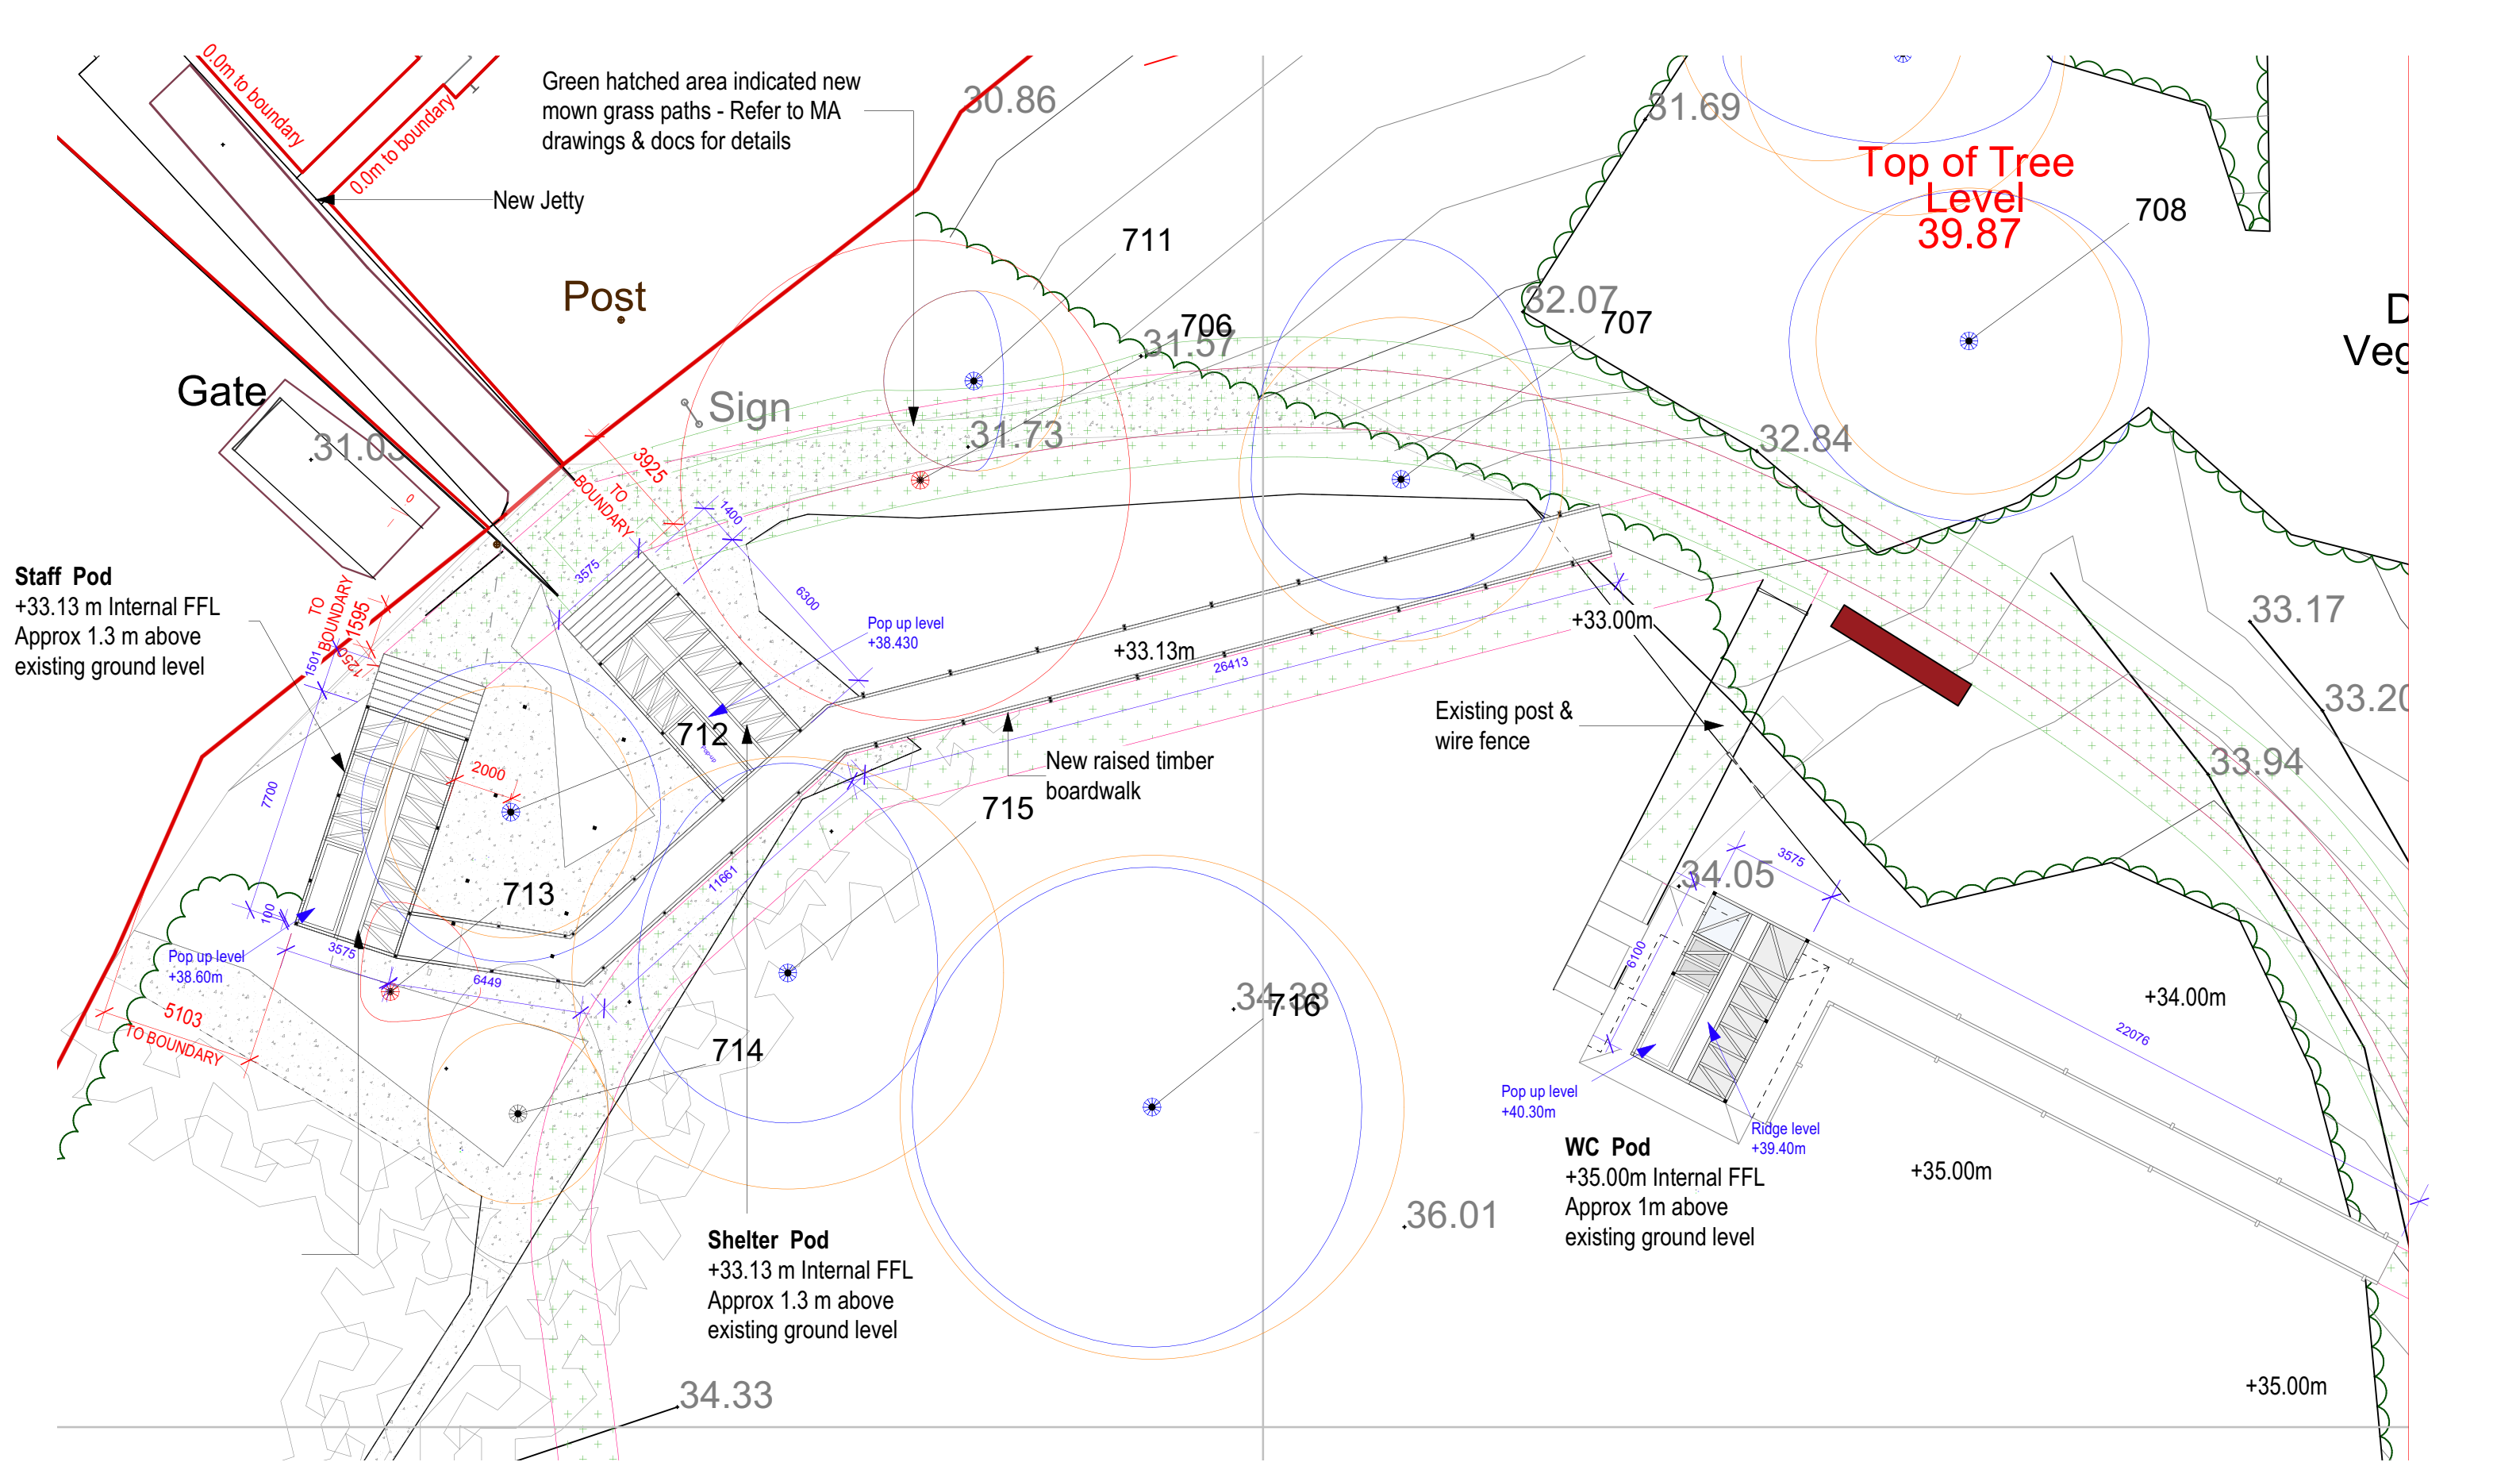 0.0m to boundary
0.0m to boundary
Green hatched area indicated new
mown grass paths - Refer to MA
drawings & docs for details
30.86
31.69
Top of Tree
Level
39.87
708
New Jetty
711
Post
706
31.57
32.07
707
D
Veg
Gate
Sign
31.73
32.84
31.03
0
3925
TO
BOUNDARY
1400
3575
6300
Staff Pod
+33.13 m Internal FFL
Approx 1.3 m above
existing ground level
TO
BOUNDARY
1595
1250
1501
Pop up level
+38.430
+33.13m
26413
+33.00m
33.17
33.20
33.94
Existing post &
wire fence
712
New raised timber
boardwalk
2000
7700
715
11661
713
100
3575
6449
Pop up level
+38.60m
5103
TO BOUNDARY
714
34.38
716
34.05
3575
6100
+34.00m
22076
Pop up level
+40.30m
Ridge level
+39.40m
WC Pod
+35.00m Internal FFL
Approx 1m above
existing ground level
+35.00m
36.01
Shelter Pod
+33.13 m Internal FFL
Approx 1.3 m above
existing ground level
34.33
+35.00m